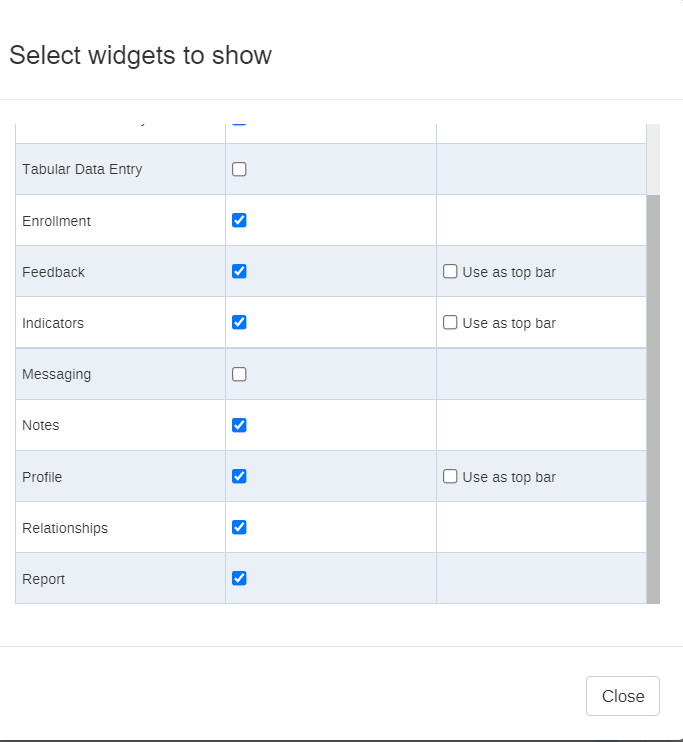 Select widgets to show
Tabular Data Entry
Enrollment
Feedback Use as top bar
Indicators Use as top bar
Messaging
Notes
Profile Use as top bar
Relationships
Report
Close